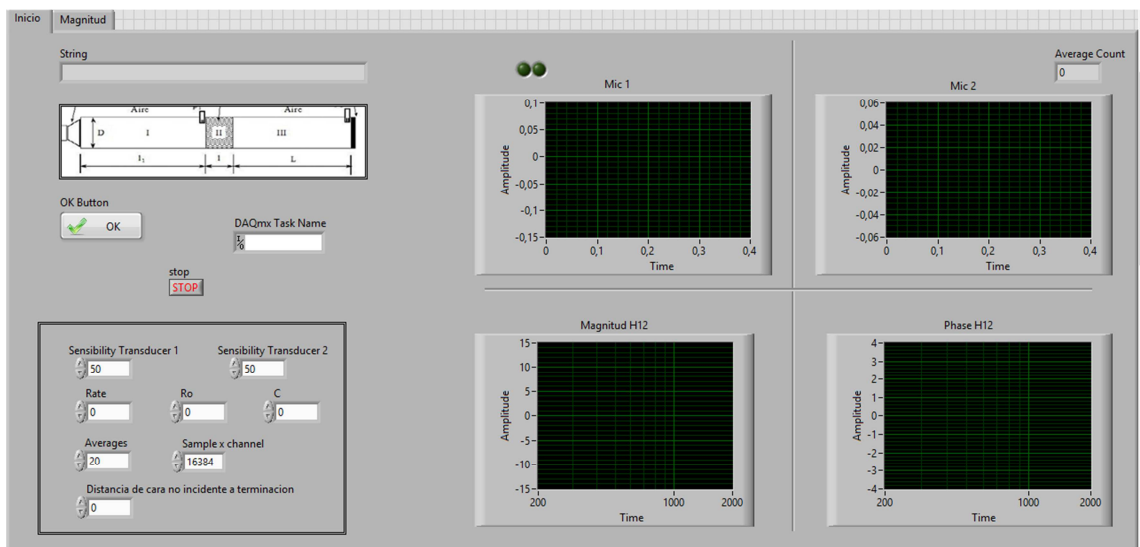 Inicio Magnitud
String
Average Count
0
Aire Aire
D I II III
l₁ l L
OK Button
OK
DAQmx Task Name
I/0
stop
STOP
Sensibility Transducer 1 Sensibility Transducer 2
50 50
Rate Ro C
0 0 0
Averages Sample x channel
20 16384
Distancia de cara no incidente a terminacion
0
Mic 1
Amplitude
0,1
0,05
0
-0,05
-0,1
-0,15
0 0,1 0,2 0,3 0,4
Time
Mic 2
Amplitude
0,06
0,04
0,02
0
-0,02
-0,04
-0,06
0 0,1 0,2 0,3 0,4
Time
Magnitud H12
Amplitude
15
10
5
0
-5
-10
-15
200 1000 2000
Time
Phase H12
Amplitude
4
3
2
1
0
-1
-2
-3
-4
200 1000 2000
Time